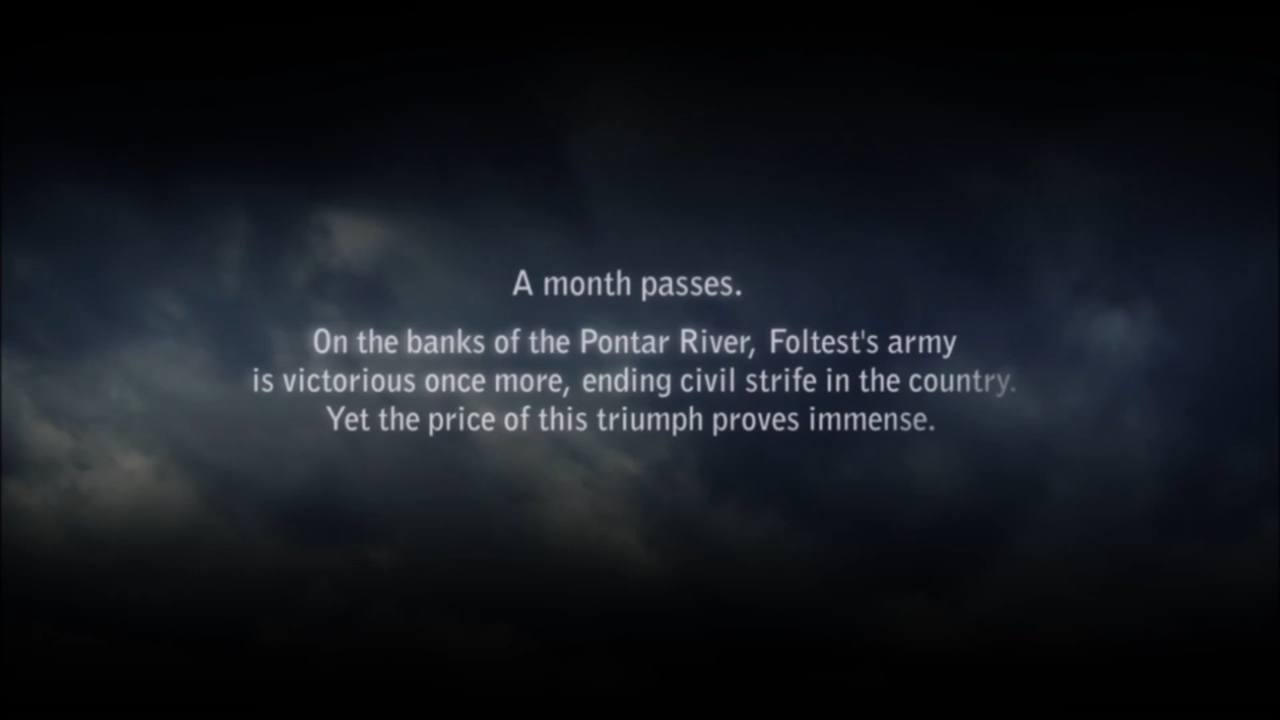 A month passes.
On the banks of the Pontar River, Foltest's army
is victorious once more, ending civil strife in the country.
Yet the price of this triumph proves immense.